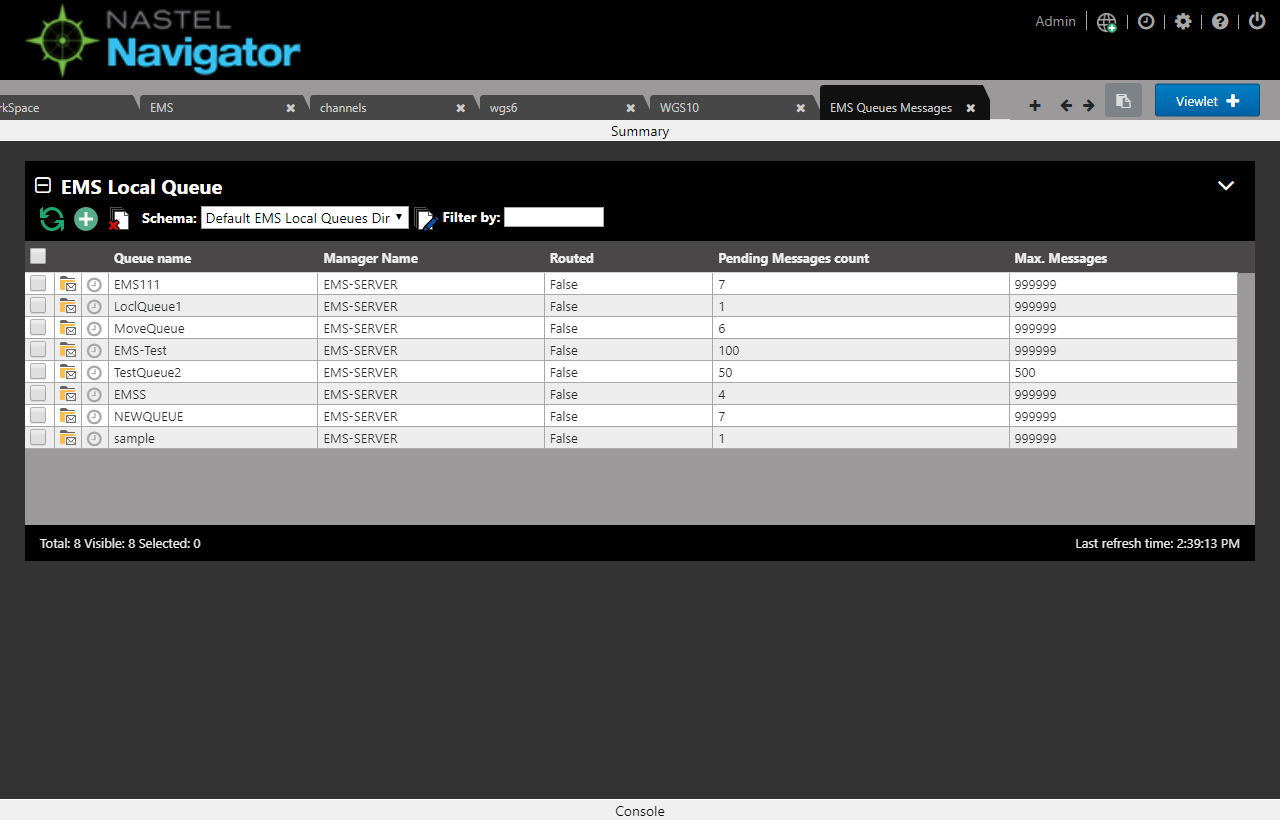 NASTEL
Navigator
Admin
rkSpace EMS channels wgs6 WGS10 EMS Queues Messages Viewlet
Summary
EMS Local Queue
Schema: Default EMS Local Queues Dir Filter by:
Queue name Manager Name Routed Pending Messages count Max. Messages
EMS111 EMS-SERVER False 7 999999
LoclQueue1 EMS-SERVER False 1 999999
MoveQueue EMS-SERVER False 6 999999
EMS-Test EMS-SERVER False 100 999999
TestQueue2 EMS-SERVER False 50 500
EMSS EMS-SERVER False 4 999999
NEWQUEUE EMS-SERVER False 7 999999
sample EMS-SERVER False 1 999999
Total: 8 Visible: 8 Selected: 0 Last refresh time: 2:39:13 PM
Console